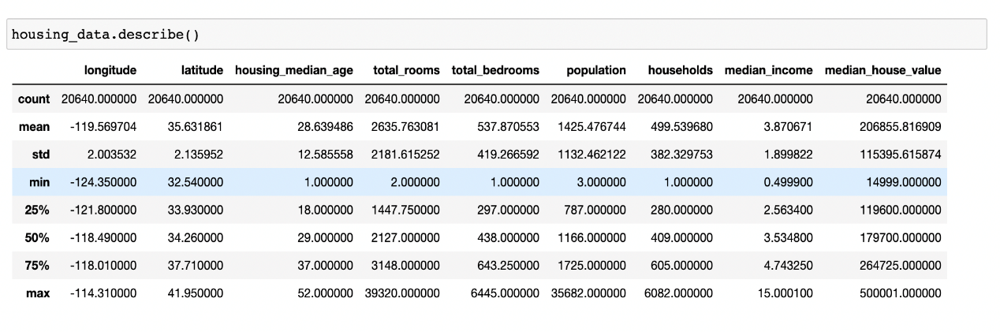 housing_data.describe()
longitude latitude housing_median_age total_rooms total_bedrooms population households median_income median_house_value
count 20640.000000 20640.000000 20640.000000 20640.000000 20640.000000 20640.000000 20640.000000 20640.000000 20640.000000
mean -119.569704 35.631861 28.639486 2635.763081 537.870553 1425.476744 499.539680 3.870671 206855.816909
std 2.003532 2.135952 12.585558 2181.615252 419.266592 1132.462122 382.329753 1.899822 115395.615874
min -124.350000 32.540000 1.000000 2.000000 1.000000 3.000000 1.000000 0.499900 14999.000000
25% -121.800000 33.930000 18.000000 1447.750000 297.000000 787.000000 280.000000 2.563400 119600.000000
50% -118.490000 34.260000 29.000000 2127.000000 438.000000 1166.000000 409.000000 3.534800 179700.000000
75% -118.010000 37.710000 37.000000 3148.000000 643.250000 1725.000000 605.000000 4.743250 264725.000000
max -114.310000 41.950000 52.000000 39320.000000 6445.000000 35682.000000 6082.000000 15.000100 500001.000000